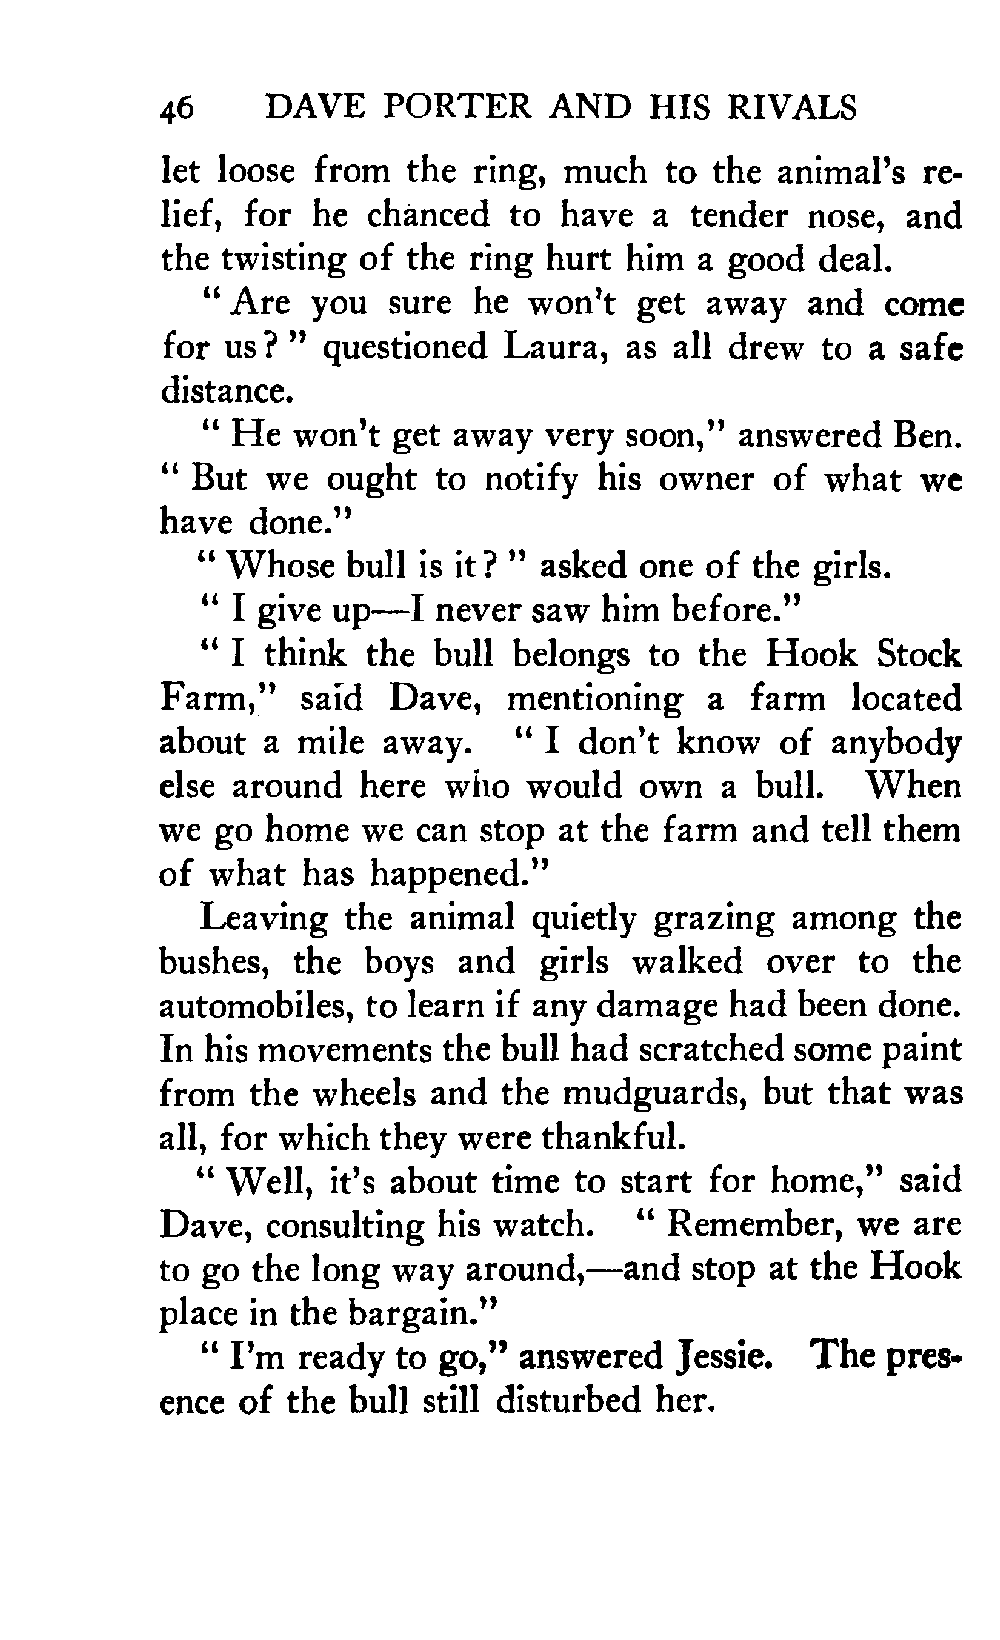 46 DAVE PORTER AND HIS RIVALS
let loose from the ring, much to the animal's re-
lief, for he chanced to have a tender nose, and
the twisting of the ring hurt him a good deal.
" Are you sure he won't get away and come
for us? " questioned Laura, as all drew to a safe
distance.
" He won't get away very soon," answered Ben.
" But we ought to notify his owner of what we
have done."
" Whose bull is it? " asked one of the girls.
" I give up—I never saw him before."
" I think the bull belongs to the Hook Stock
Farm," said Dave, mentioning a farm located
about a mile away. " I don't know of anybody
else around here who would own a bull. When
we go home we can stop at the farm and tell them
of what has happened."
Leaving the animal quietly grazing among the
bushes, the boys and girls walked over to the
automobiles, to learn if any damage had been done.
In his movements the bull had scratched some paint
from the wheels and the mudguards, but that was
all, for which they were thankful.
" Well, it's about time to start for home," said
Dave, consulting his watch. " Remember, we are
to go the long way around,—and stop at the Hook
place in the bargain."
" I'm ready to go," answered Jessie. The pres-
ence of the bull still disturbed her.